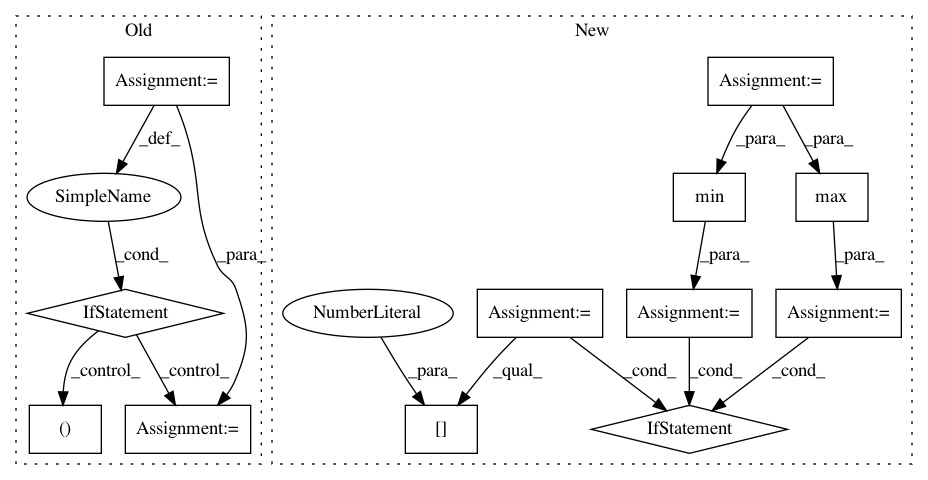 Old
New
Assignment:=
Assignment:=
_def_
_para_
_para_
SimpleName
min
max
_cond_
_para_
_para_
_para_
IfStatement
NumberLiteral
Assignment:=
Assignment:=
Assignment:=
_control_
_control_
_para_
_qual_
_cond_
_cond_
_cond_
()
Assignment:=
[]
IfStatement